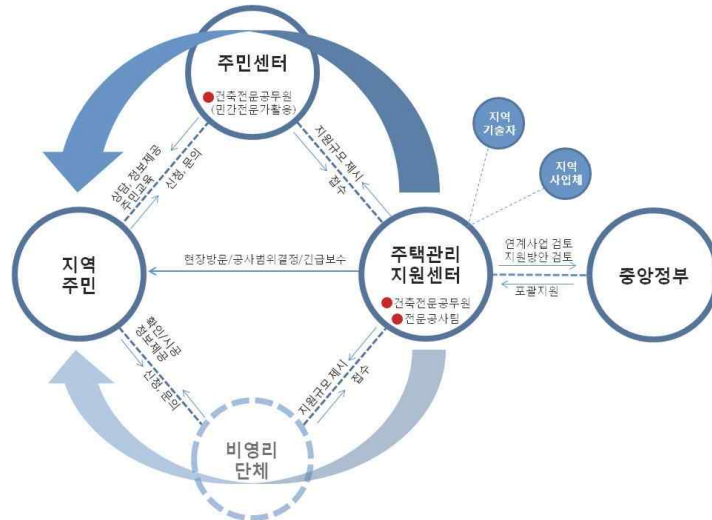 주민센터
건축전문공무원
(민간전문가활용)
지역
기술자
지역
사업체
상담, 정보제공
주민교육
신청, 문의
지원규모 제시
접수
지역
주민
현장방문/공사범위결정/긴급보수
주택관리
지원센터
건축전문공무원
전문공사팀
연계사업 검토
지원방안 검토
포괄지원
중앙정부
확인/시공
정보제공
신청, 문의
지원규모 제시
접수
비영리
단체